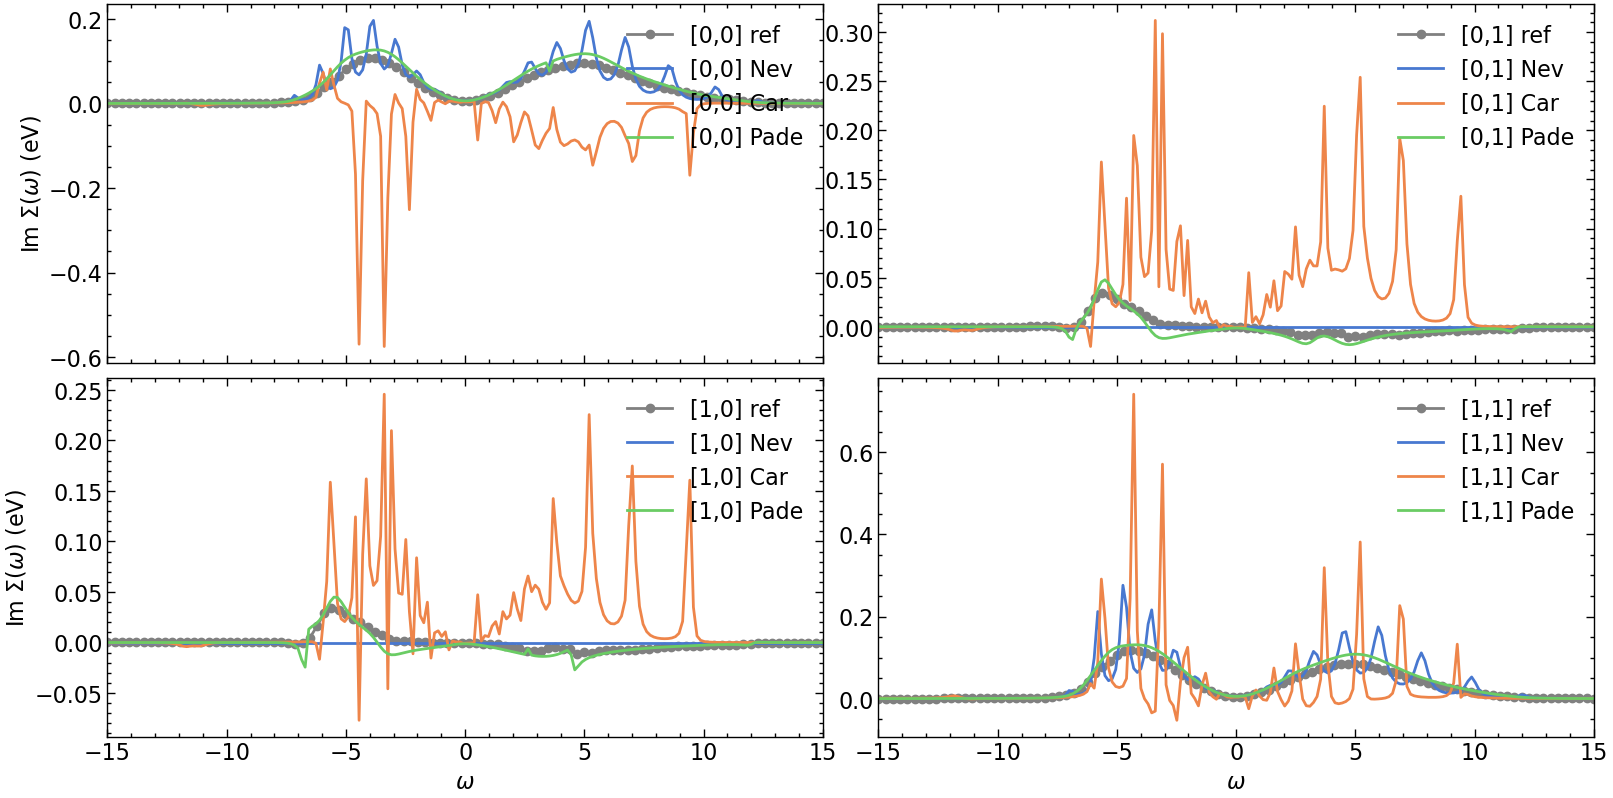 0.2
0.0
−0.2
−0.4
−0.6
Im Σ(ω) (eV)
[0,0] ref
[0,0] Nev
[0,0] Car
[0,0] Pade
0.30
0.25
0.20
0.15
0.10
0.05
0.00
[0,1] ref
[0,1] Nev
[0,1] Car
[0,1] Pade
0.25
0.20
0.15
0.10
0.05
0.00
−0.05
Im Σ(ω) (eV)
[1,0] ref
[1,0] Nev
[1,0] Car
[1,0] Pade
−15 −10 −5 0 5 10 15
ω
0.6
0.4
0.2
0.0
[1,1] ref
[1,1] Nev
[1,1] Car
[1,1] Pade
−15 −10 −5 0 5 10 15
ω